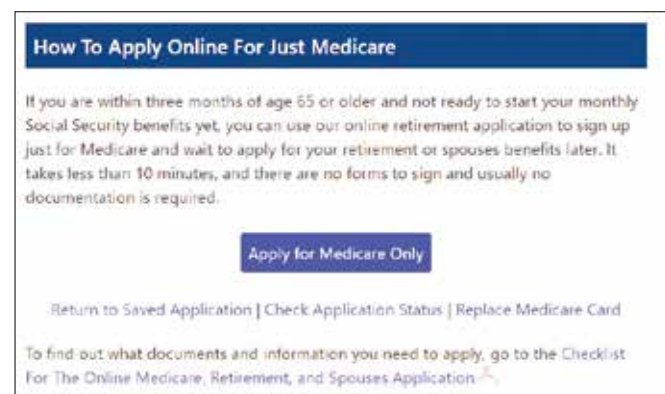 How To Apply Online For Just Medicare
If you are within three months of age 65 or older and not ready to start your monthly
Social Security benefits yet, you can use our online retirement application to sign up
just for Medicare and wait to apply for your retirement or spouses benefits later. It
takes less than 10 minutes, and there are no forms to sign and usually no
documentation is required.
Apply for Medicare Only
Return to Saved Application | Check Application Status | Replace Medicare Card
To find out what documents and information you need to apply, go to the Checklist
For The Online Medicare, Retirement, and Spouses Application